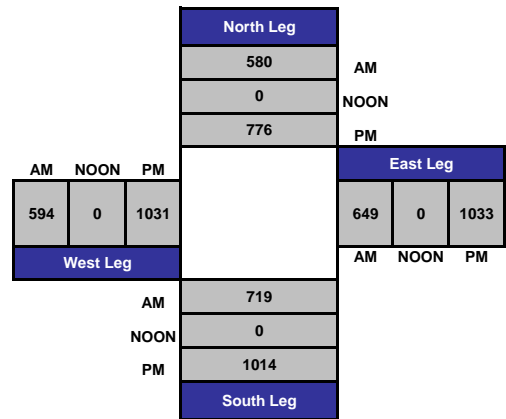 North Leg
580 AM
0 NOON
776 PM
AM NOON PM East Leg
594 0 1031 649 0 1033
West Leg AM NOON PM
AM 719
NOON 0
PM 1014
South Leg